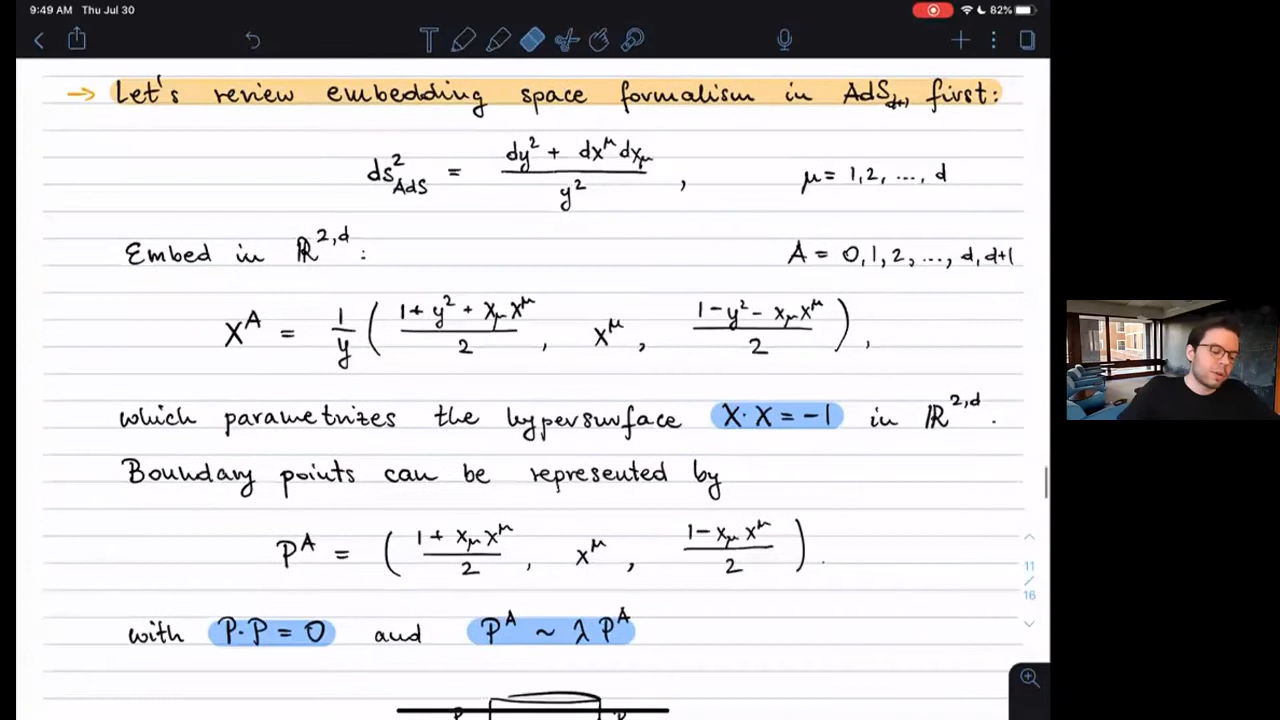 9:49 AM Thu Jul 30
82%
→ Let's review embedding space formalism in AdS_{d+1} first:
ds²_{AdS} = (dy² + dx^μ dx_μ) / y² , μ = 1,2, ..., d
Embed in ℝ^{2,d} : A = 0,1,2, ..., d, d+1
X^A = 1/y ( (1 + y² + x_μ x^μ)/2 , x^μ , (1 - y² - x_μ x^μ)/2 ) ,
which parametrizes the hypersurface X·X = -1 in ℝ^{2,d} .
Boundary points can be represented by
P^A = ( (1 + x_μ x^μ)/2 , x^μ , (1 - x_μ x^μ)/2 ) .
with P·P = 0 and P^A ~ λ P^A
11
/
16